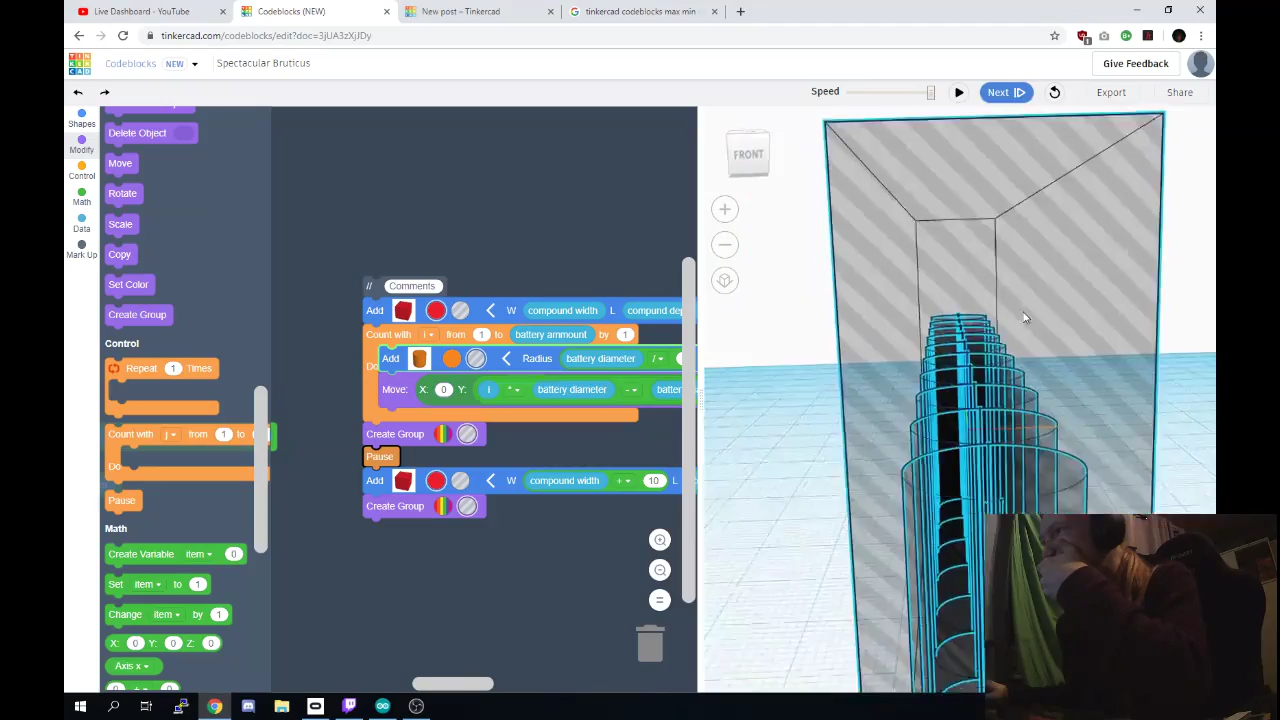 Live Dashboard - YouTube
Codeblocks (NEW)
New post – Tinkercad
tinkercad codeblocks max min
tinkercad.com/codeblocks/edit?doc=3jUA3zXjJDy
TIN
KER
CAD
Codeblocks NEW
Spectacular Bruticus
Give Feedback
Speed
Next
Export
Share
Shapes
Modify
Control
Math
Data
Mark Up
Delete Object
Move
Rotate
Scale
Copy
Set Color
Create Group
Control
Repeat 1 Times
Count with j from 1 to
Do
Pause
Math
Create Variable item 0
Set item to 1
Change item by 1
X: 0 Y: 0 Z: 0
Axis x
// Comments
Add W compound width L compund dep
Count with i from 1 to battery ammount by 1
Do
Add Radius battery diameter /
Move: X: 0 Y: i * battery diameter - batter
Create Group
Pause
Add W compound width + 10 L
Create Group
FRONT